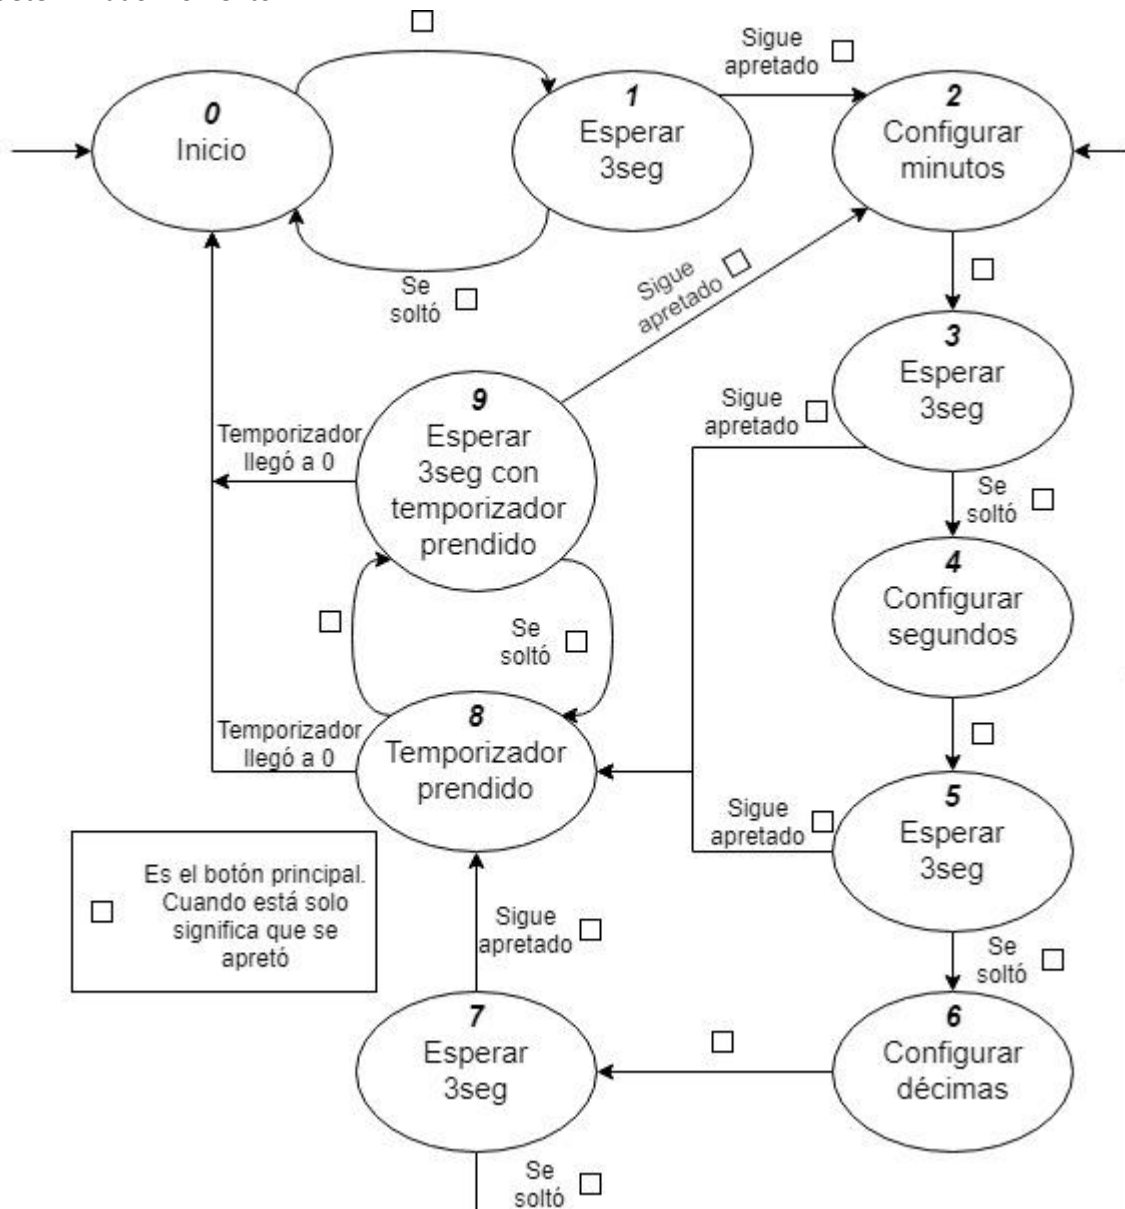 0
Inicio
1
Esperar
3seg
Sigue
apretado
2
Configurar
minutos
Se
soltó
Sigue
apretado
3
Esperar
3seg
Sigue
apretado
9
Esperar
3seg con
temporizador
prendido
Temporizador
llegó a 0
Se
soltó
4
Configurar
segundos
Se
soltó
8
Temporizador
prendido
Temporizador
llegó a 0
5
Esperar
3seg
Sigue
apretado
Es el botón principal.
Cuando está solo
significa que se
apretó
Sigue
apretado
Se
soltó
7
Esperar
3seg
6
Configurar
décimas
Se
soltó